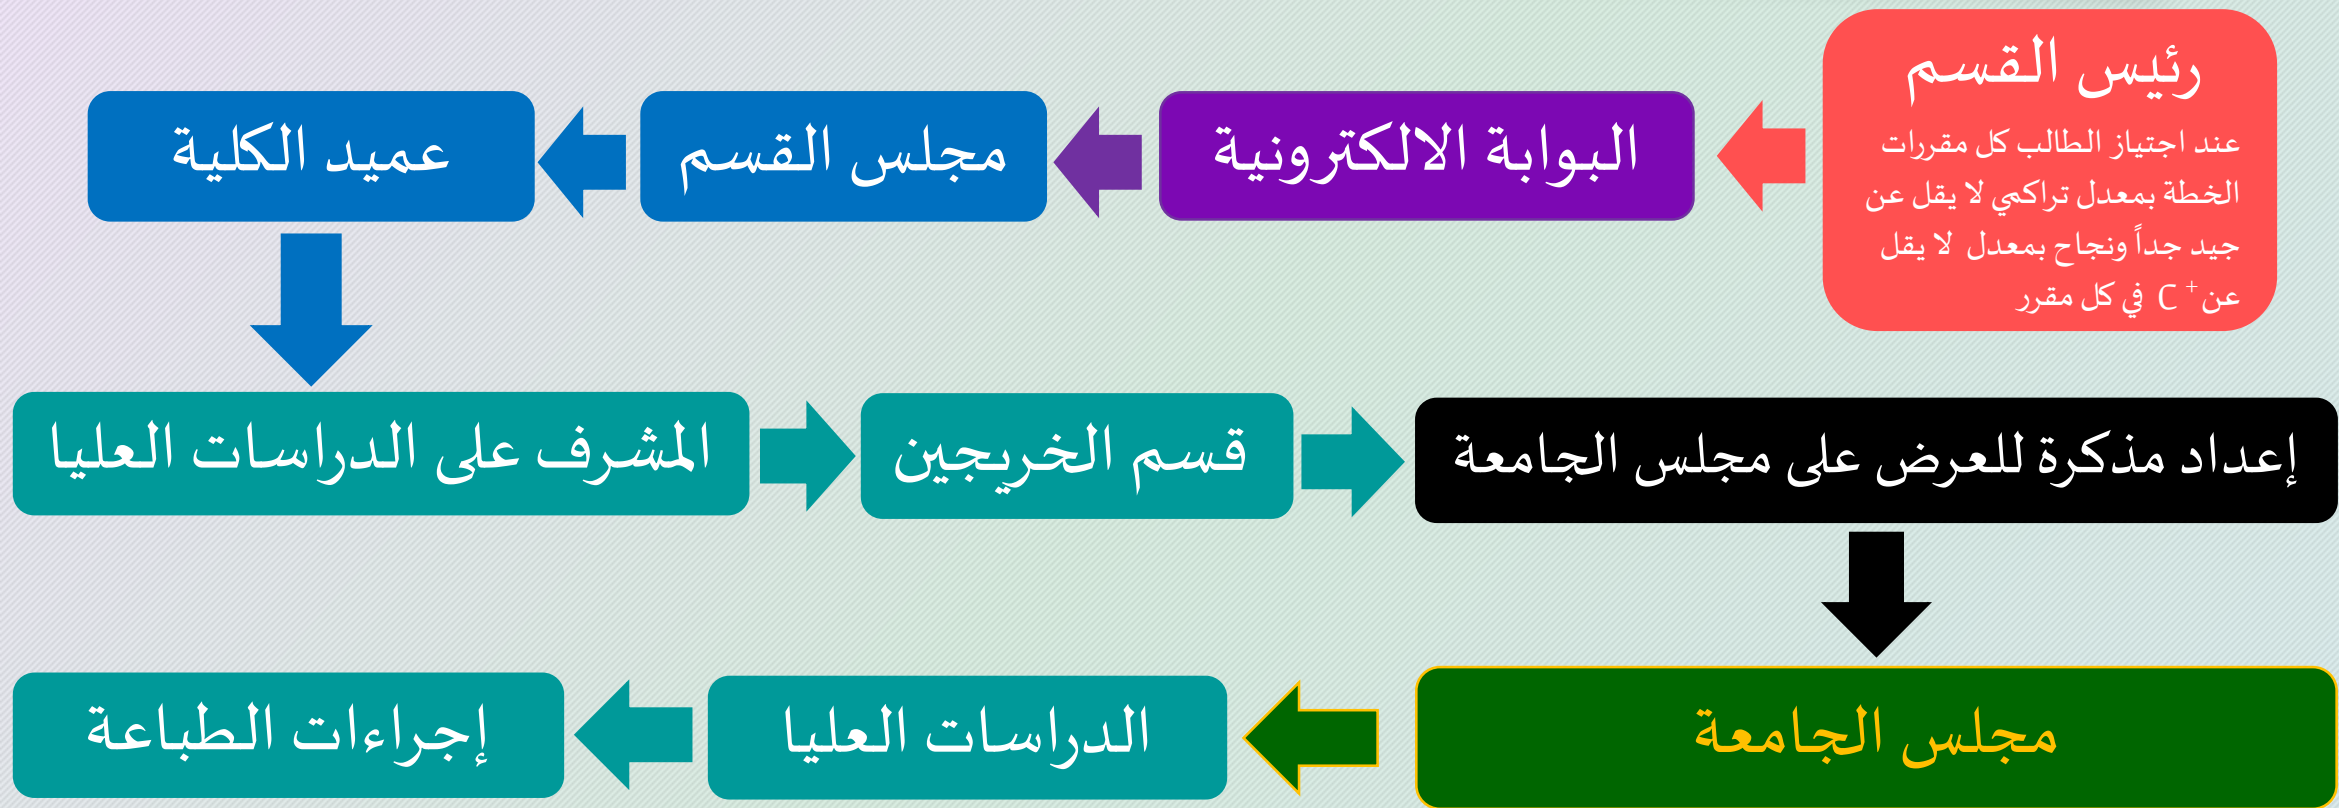 رئيس القسم
عند اجتياز الطالب كل مقررات
الخطة بمعدل تراكمي لا يقل عن
جيد جداً ونجاح بمعدل لا يقل
عن C+ في كل مقرر
البوابة الالكترونية
مجلس القسم
عميد الكلية
المشرف على الدراسات العليا
قسم الخريجين
إعداد مذكرة للعرض على مجلس الجامعة
مجلس الجامعة
الدراسات العليا
إجراءات الطباعة